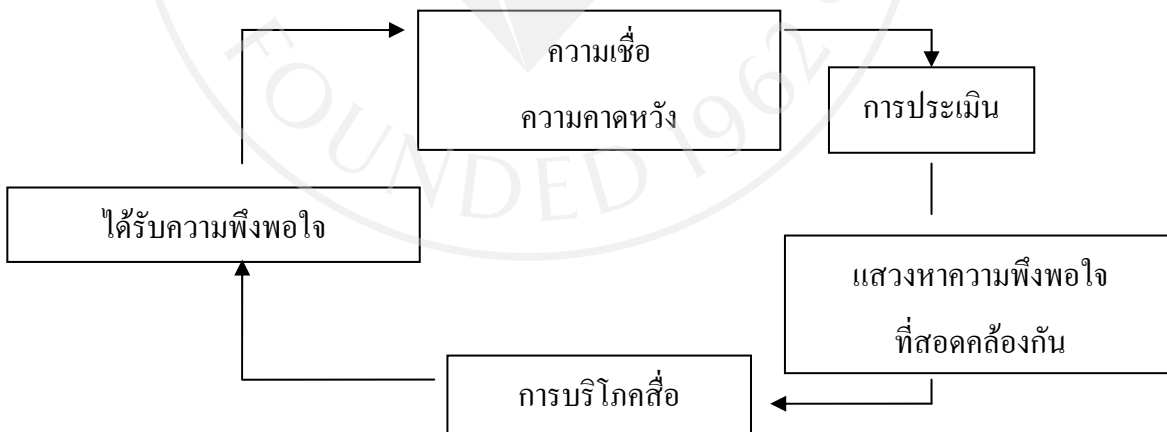 ความเชื่อ
ความคาดหวัง
การประเมิน
แสวงหาความพึงพอใจ
ที่สอดคล้องกัน
การบริโภคสื่อ
ได้รับความพึงพอใจ
FOUNDED 1962